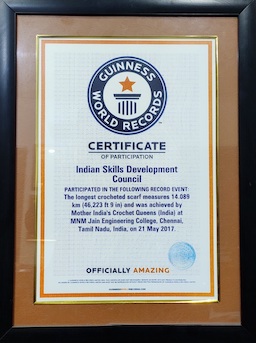 GUINNESS
WORLD RECORDS
CERTIFICATE
OF PARTICIPATION
Indian Skills Development
Council
PARTICIPATED IN THE FOLLOWING RECORD EVENT:
The longest crocheted scarf measures 14.089
km (46,223 ft 9 in) and was achieved by
Mother India's Crochet Queens (India) at
MNM Jain Engineering College, Chennai,
Tamil Nadu, India, on 21 May 2017.
OFFICIALLY AMAZING